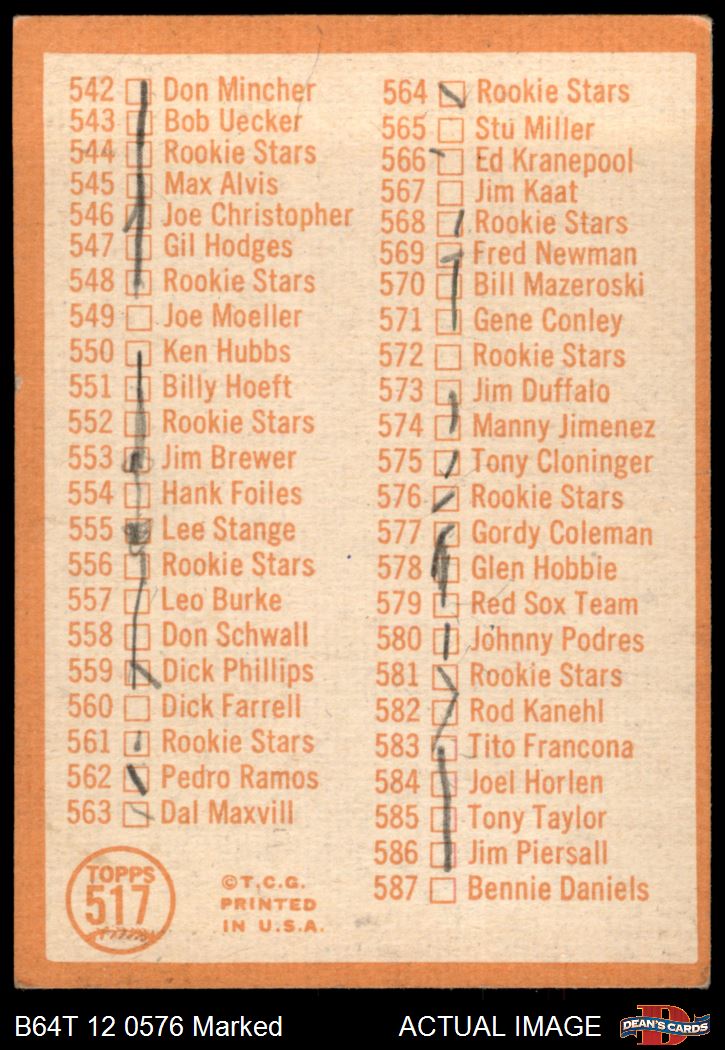 542 Don Mincher
543 Bob Uecker
544 Rookie Stars
545 Max Alvis
546 Joe Christopher
547 Gil Hodges
548 Rookie Stars
549 Joe Moeller
550 Ken Hubbs
551 Billy Hoeft
552 Rookie Stars
553 Jim Brewer
554 Hank Foiles
555 Lee Stange
556 Rookie Stars
557 Leo Burke
558 Don Schwall
559 Dick Phillips
560 Dick Farrell
561 Rookie Stars
562 Pedro Ramos
563 Dal Maxvill
TOPPS
517
©T.C.G.
PRINTED
IN U.S.A.
564 Rookie Stars
565 Stu Miller
566 Ed Kranepool
567 Jim Kaat
568 Rookie Stars
569 Fred Newman
570 Bill Mazeroski
571 Gene Conley
572 Rookie Stars
573 Jim Duffalo
574 Manny Jimenez
575 Tony Cloninger
576 Rookie Stars
577 Gordy Coleman
578 Glen Hobbie
579 Red Sox Team
580 Johnny Podres
581 Rookie Stars
582 Rod Kanehl
583 Tito Francona
584 Joel Horlen
585 Tony Taylor
586 Jim Piersall
587 Bennie Daniels
B64T 12 0576 Marked
ACTUAL IMAGE
D
DEAN'S CARDS